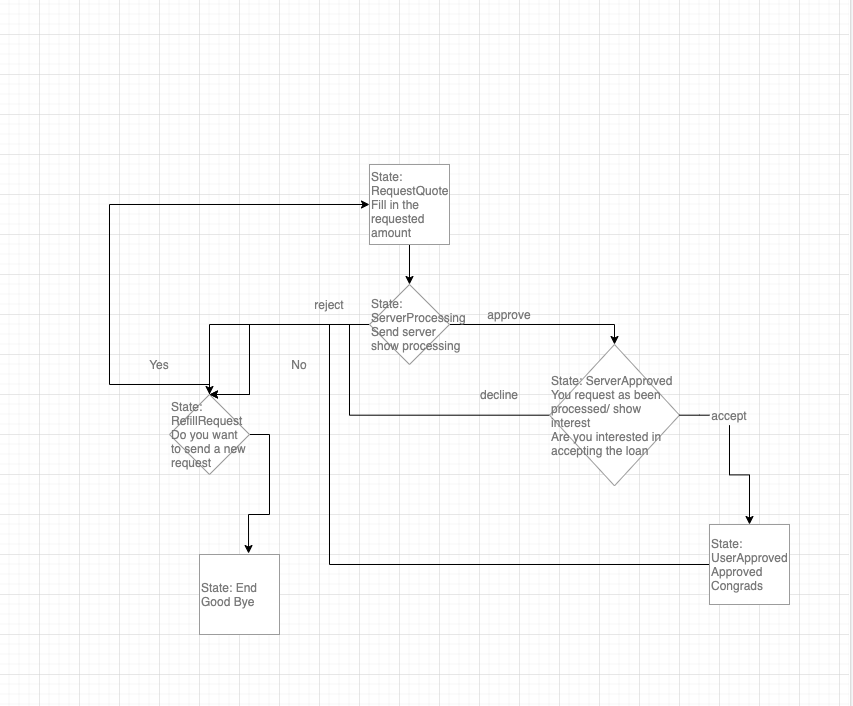 State:
RequestQuote
Fill in the
requested
amount
reject
State:
ServerProcessing
Send server
show processing
approve
Yes
No
decline
State: ServerApproved
You request as been
processed/ show
interest
Are you interested in
accepting the loan
accept
State:
RefillRequest
Do you want
to send a new
request
State:
UserApproved
Approved
Congrads
State: End
Good Bye